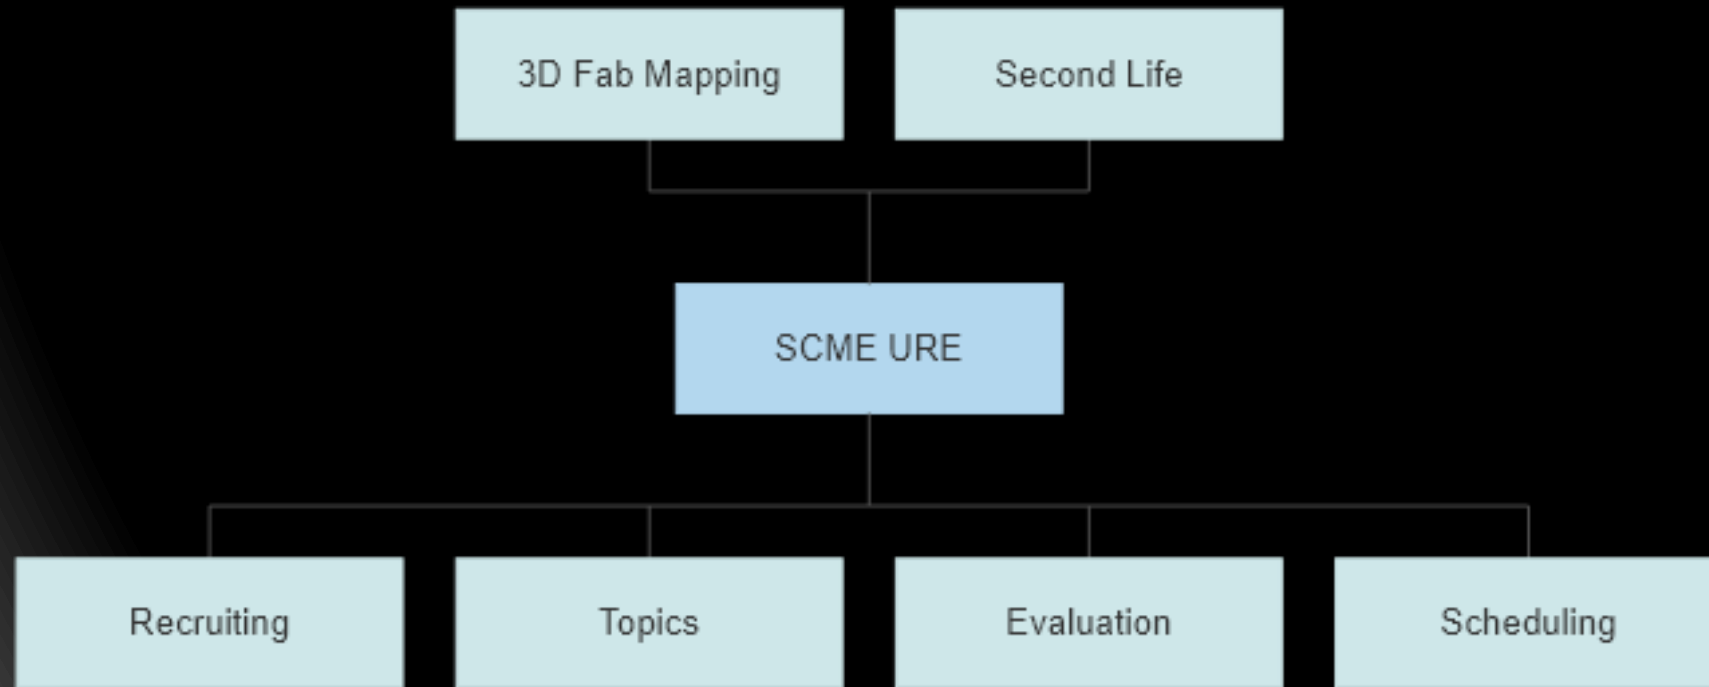 3D Fab Mapping
Second Life
SCME URE
Recruiting
Topics
Evaluation
Scheduling